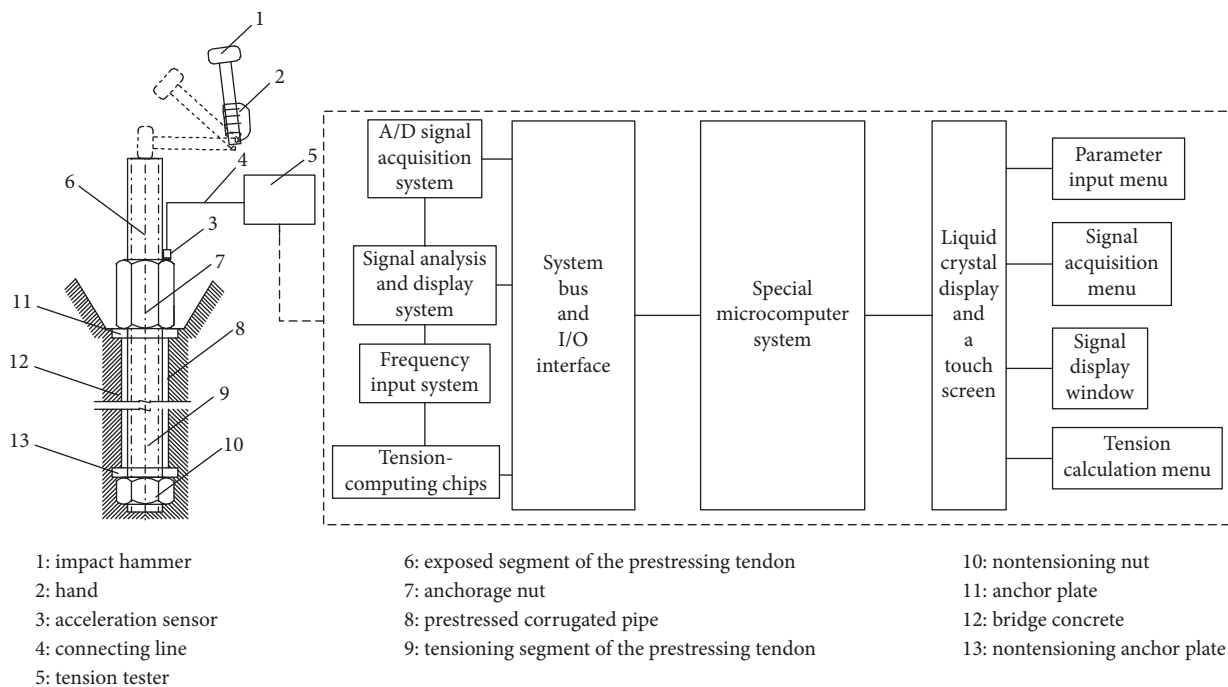 1
2
3
4
5
6
7
8
9
10
11
12
13
A/D signal
acquisition
system
Signal analysis
and display
system
Frequency
input system
Tension-
computing chips
System
bus
and
I/O
interface
Special
microcomputer
system
Liquid
crystal
display
and
a
touch
screen
Parameter
input menu
Signal
acquisition
menu
Signal
display
window
Tension
calculation menu
1: impact hammer
2: hand
3: acceleration sensor
4: connecting line
5: tension tester
6: exposed segment of the prestressing tendon
7: anchorage nut
8: prestressed corrugated pipe
9: tensioning segment of the prestressing tendon
10: nontensioning nut
11: anchor plate
12: bridge concrete
13: nontensioning anchor plate